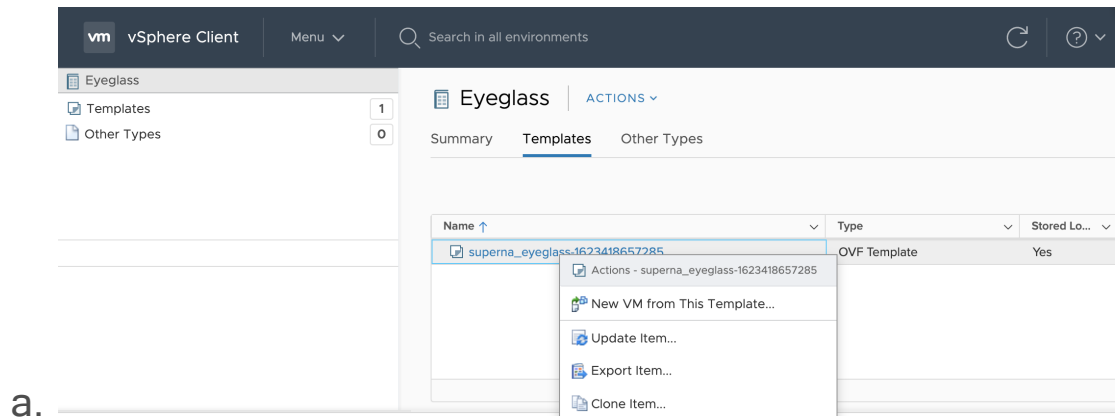 vm vSphere Client Menu Search in all environments
Eyeglass
Templates 1
Other Types 0
Eyeglass ACTIONS
Summary Templates Other Types
Name Type Stored Lo...
superna_eyeglass-1623418657285 OVF Template Yes
Actions - superna_eyeglass-1623418657285
New VM from This Template...
Update Item...
Export Item...
Clone Item...
a.